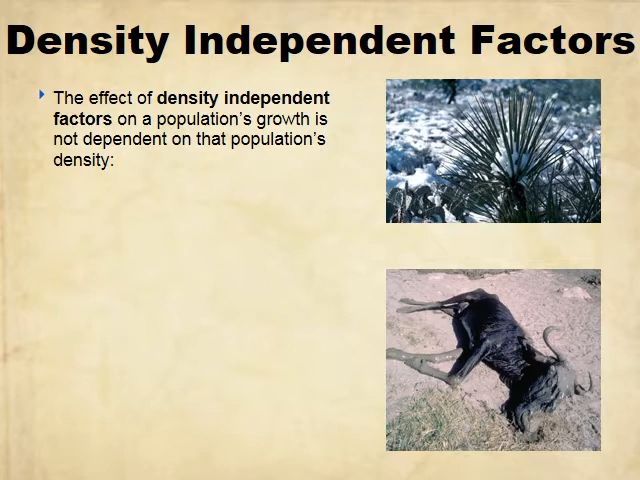 Density Independent Factors
The effect of density independent
factors on a population's growth is
not dependent on that population's
density: